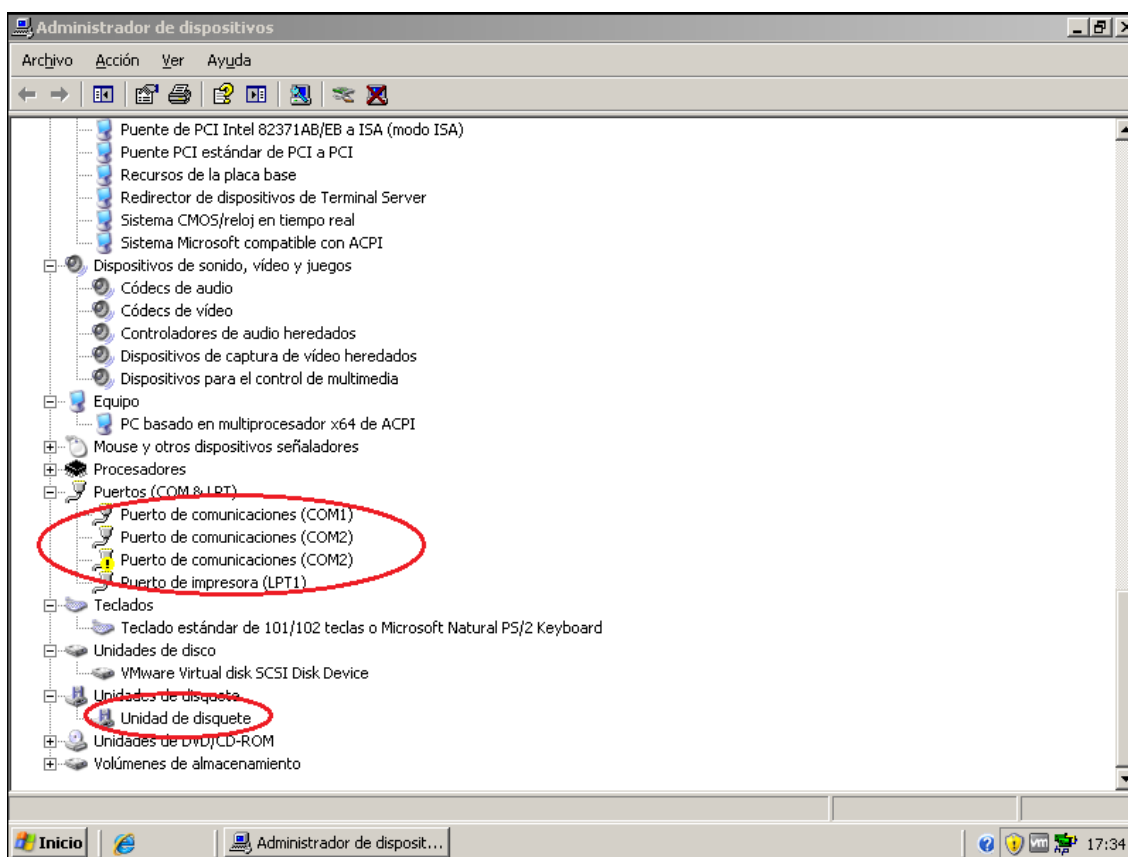 Administrador de dispositivos
Archivo Acción Ver Ayuda
Puente de PCI Intel 82371AB/EB a ISA (modo ISA)
Puente PCI estándar de PCI a PCI
Recursos de la placa base
Redirector de dispositivos de Terminal Server
Sistema CMOS/reloj en tiempo real
Sistema Microsoft compatible con ACPI
Dispositivos de sonido, vídeo y juegos
Códecs de audio
Códecs de vídeo
Controladores de audio heredados
Dispositivos de captura de vídeo heredados
Dispositivos para el control de multimedia
Equipo
PC basado en multiprocesador x64 de ACPI
Mouse y otros dispositivos señaladores
Procesadores
Puertos (COM & LPT)
Puerto de comunicaciones (COM1)
Puerto de comunicaciones (COM2)
Puerto de comunicaciones (COM2)
Puerto de impresora (LPT1)
Teclados
Teclado estándar de 101/102 teclas o Microsoft Natural PS/2 Keyboard
Unidades de disco
VMware Virtual disk SCSI Disk Device
Unidades de disquete
Unidad de disquete
Unidades de DVD/CD-ROM
Volúmenes de almacenamiento
Inicio Administrador de disposit... vm 17:34